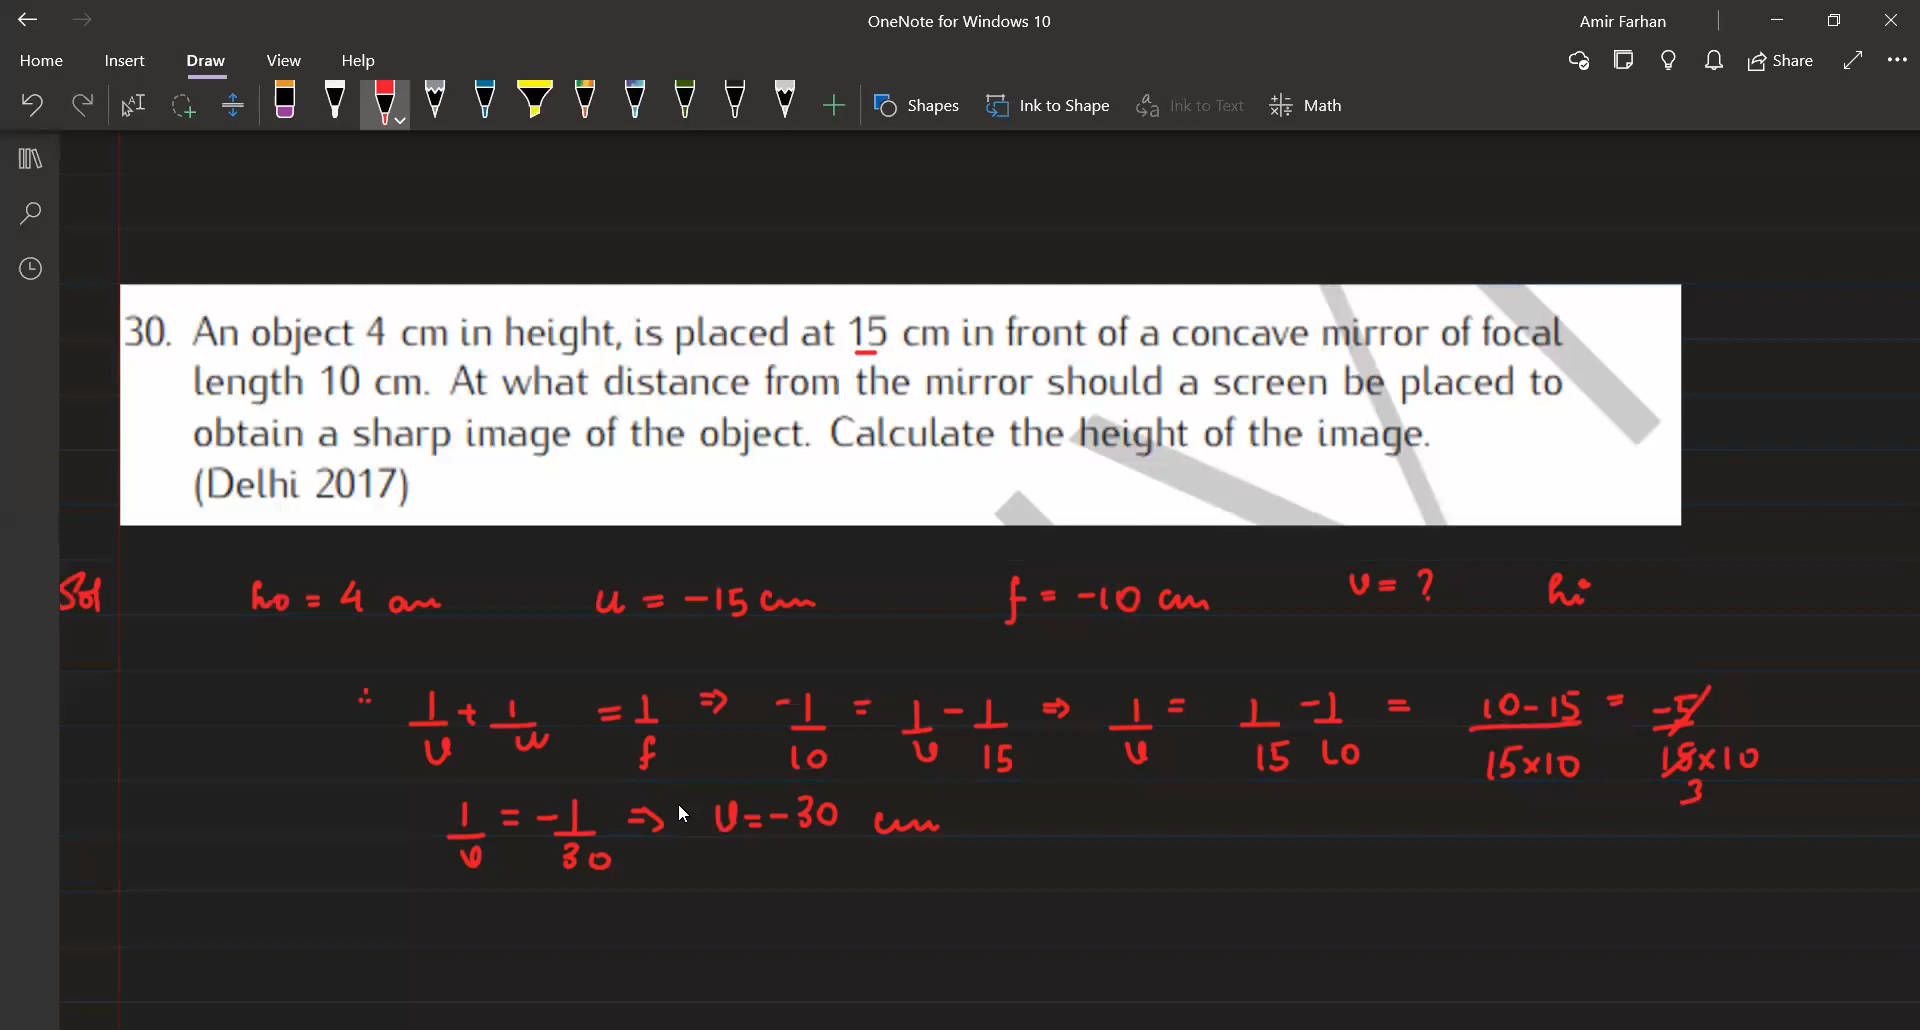 OneNote for Windows 10
Amir Farhan
Home Insert Draw View Help
Share
Shapes Ink to Shape Ink to Text Math
30. An object 4 cm in height, is placed at 15 cm in front of a concave mirror of focal
length 10 cm. At what distance from the mirror should a screen be placed to
obtain a sharp image of the object. Calculate the height of the image.
(Delhi 2017)
Sol ho = 4 cm u = -15 cm f = -10 cm v = ? hi
∴ 1/v + 1/u = 1/f ⇒ -1/10 = 1/v - 1/15 ⇒ 1/v = 1/15 - 1/10 = 10-15/15×10 = -5/15×10 3
1/v = -1/30 ⇒ v = -30 cm